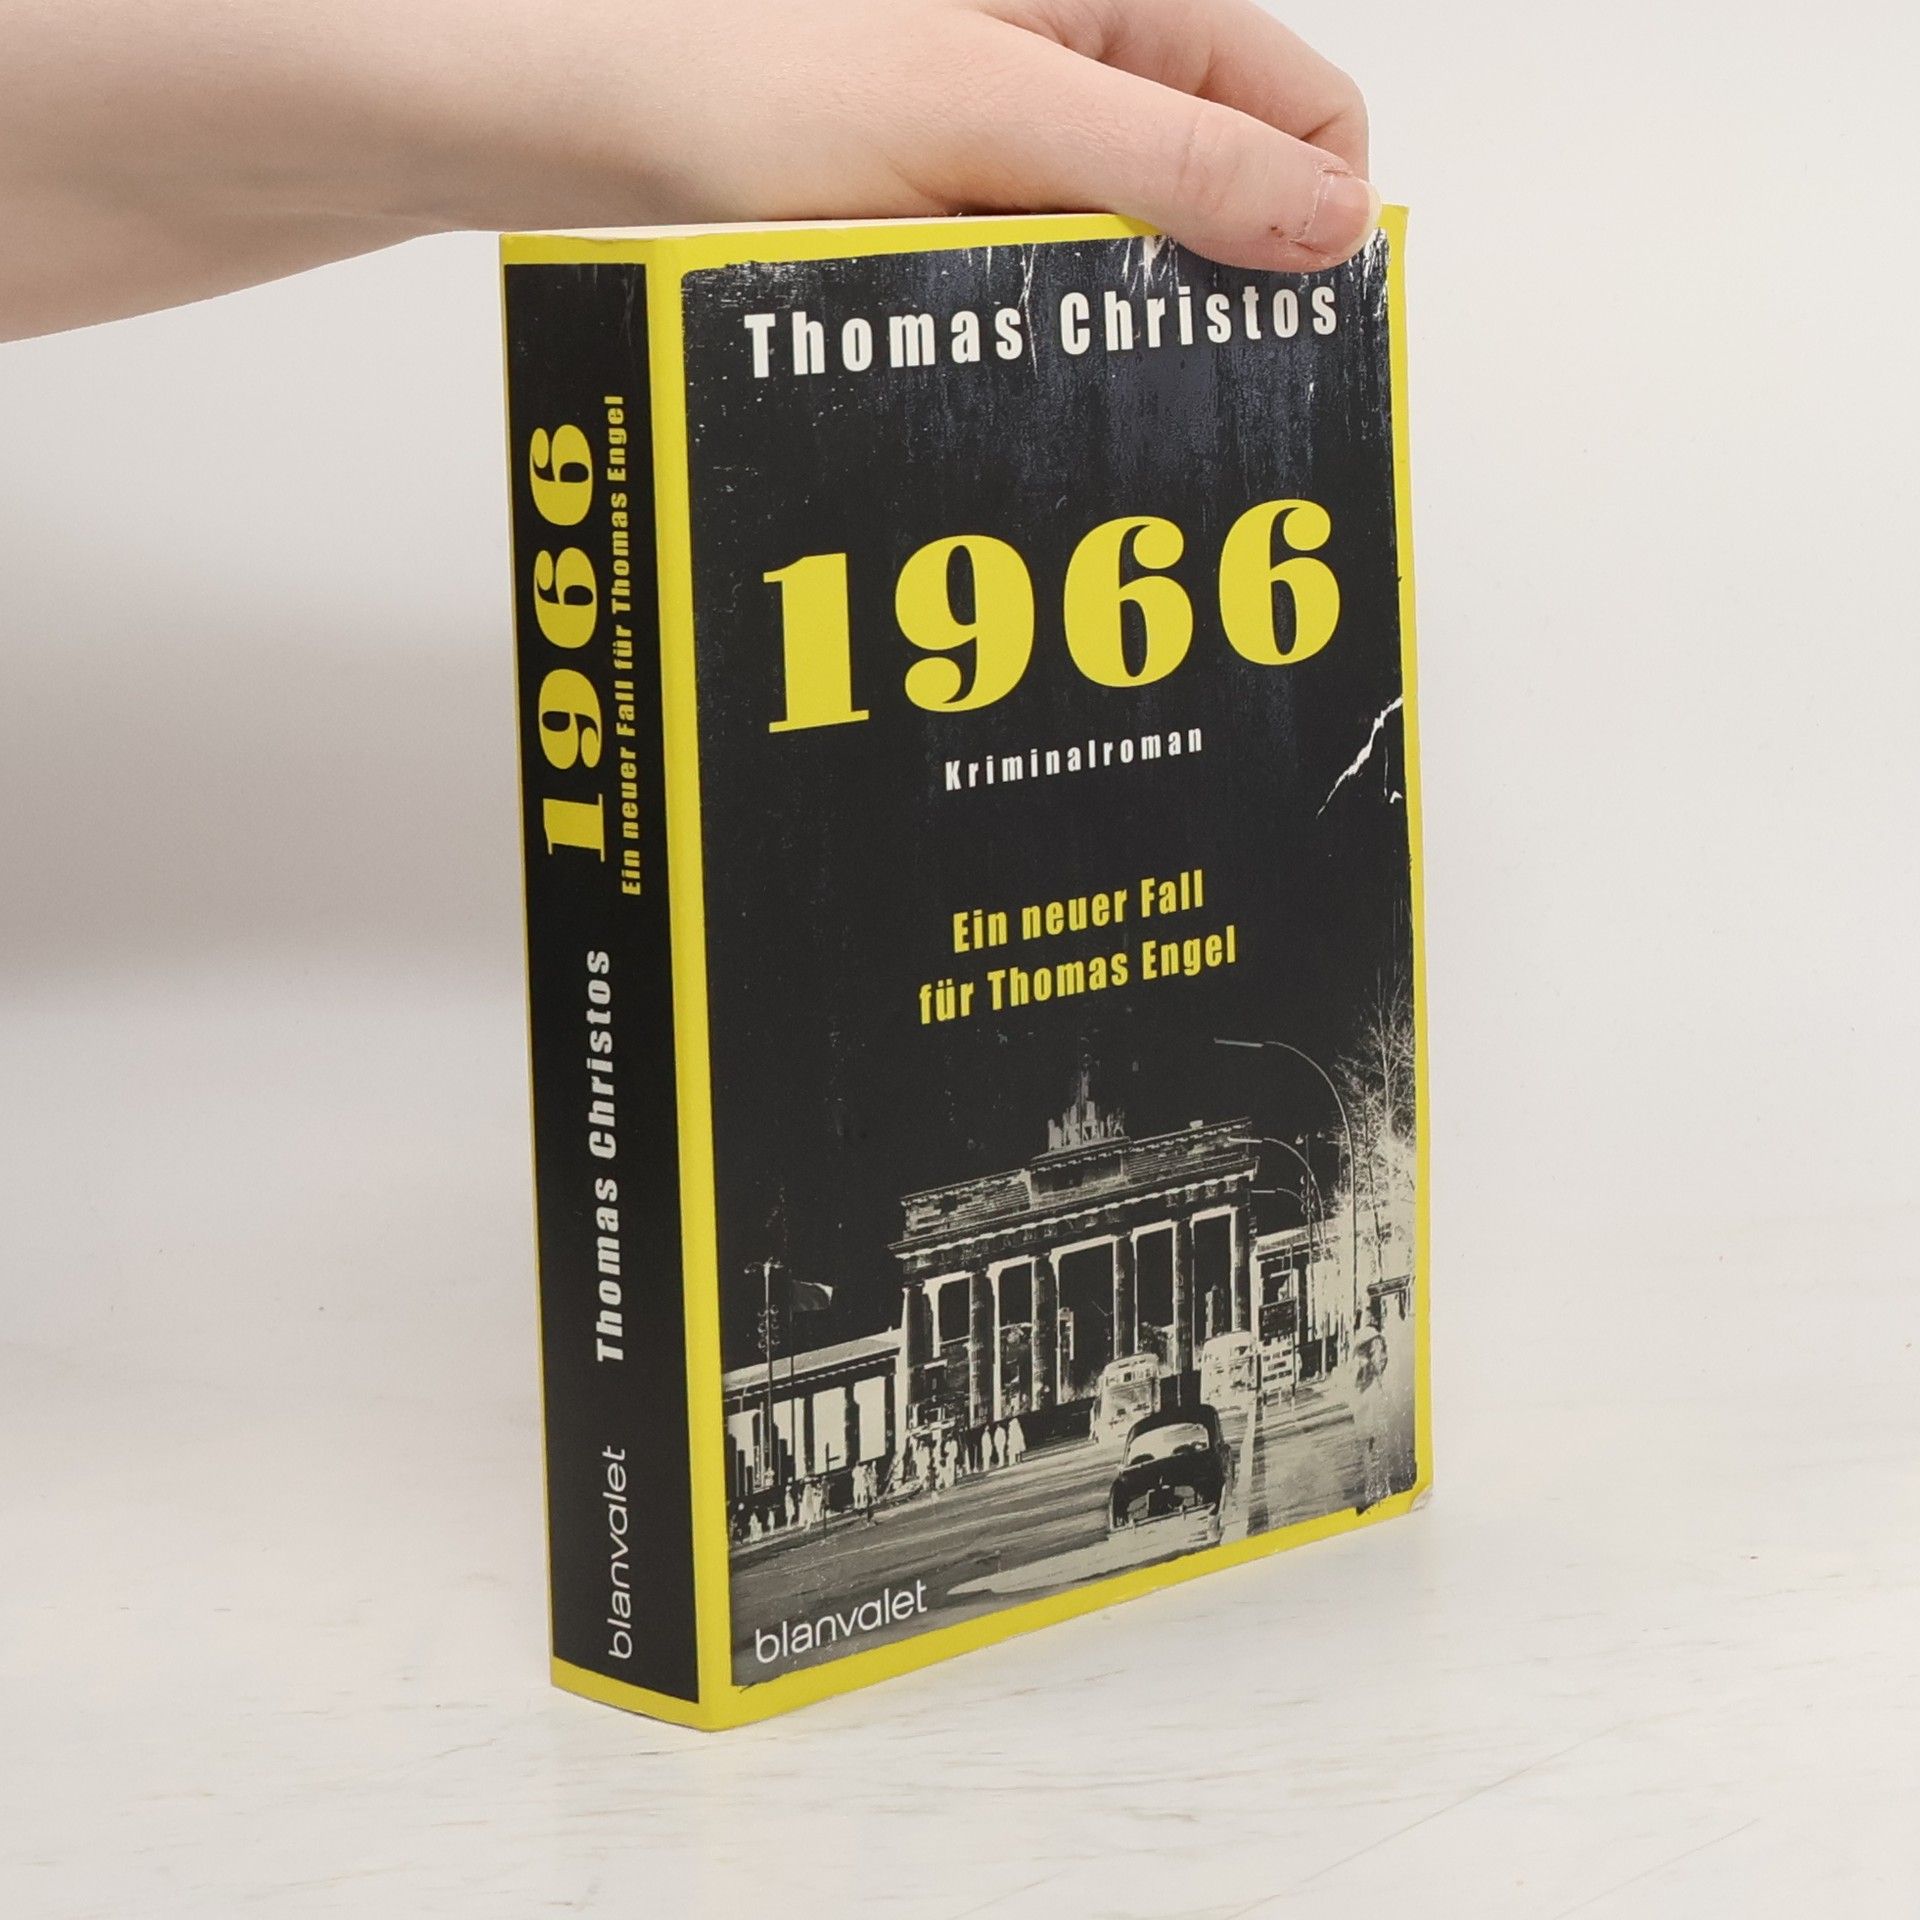 Thomas Christos
1966
Kriminalroman
Ein neuer Fall
für Thomas Engel
blanvalet
1966
Ein neuer Fall für Thomas Engel
Thomas Christos
blanvalet